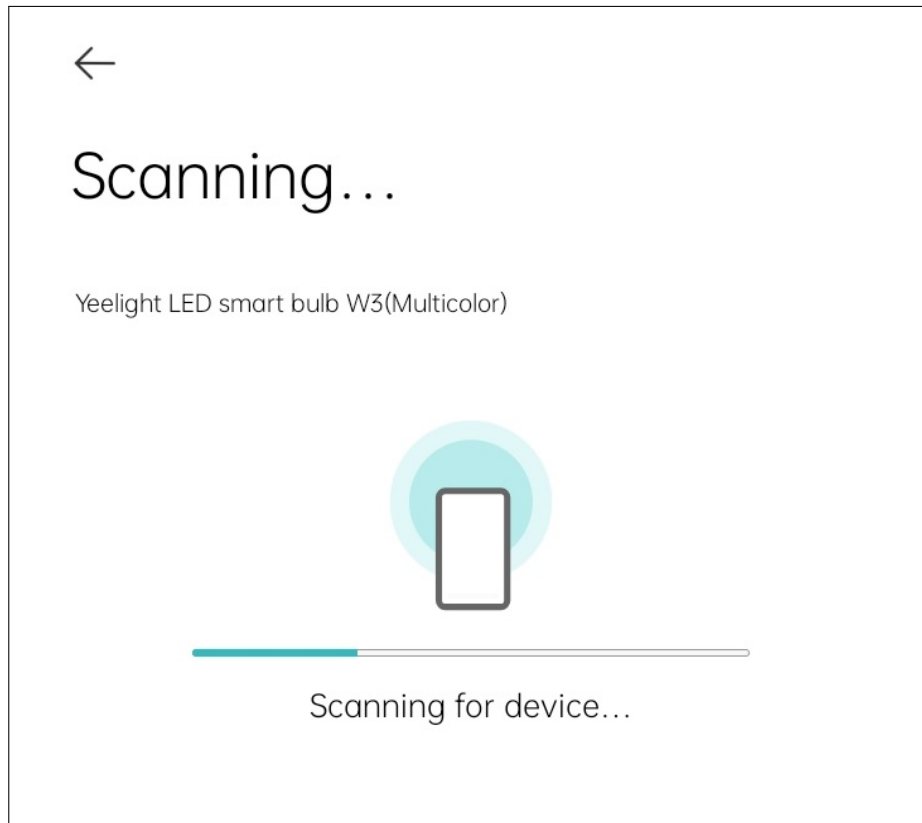 Scanning...
Yeelight LED smart bulb W3(Multicolor)
Scanning for device...